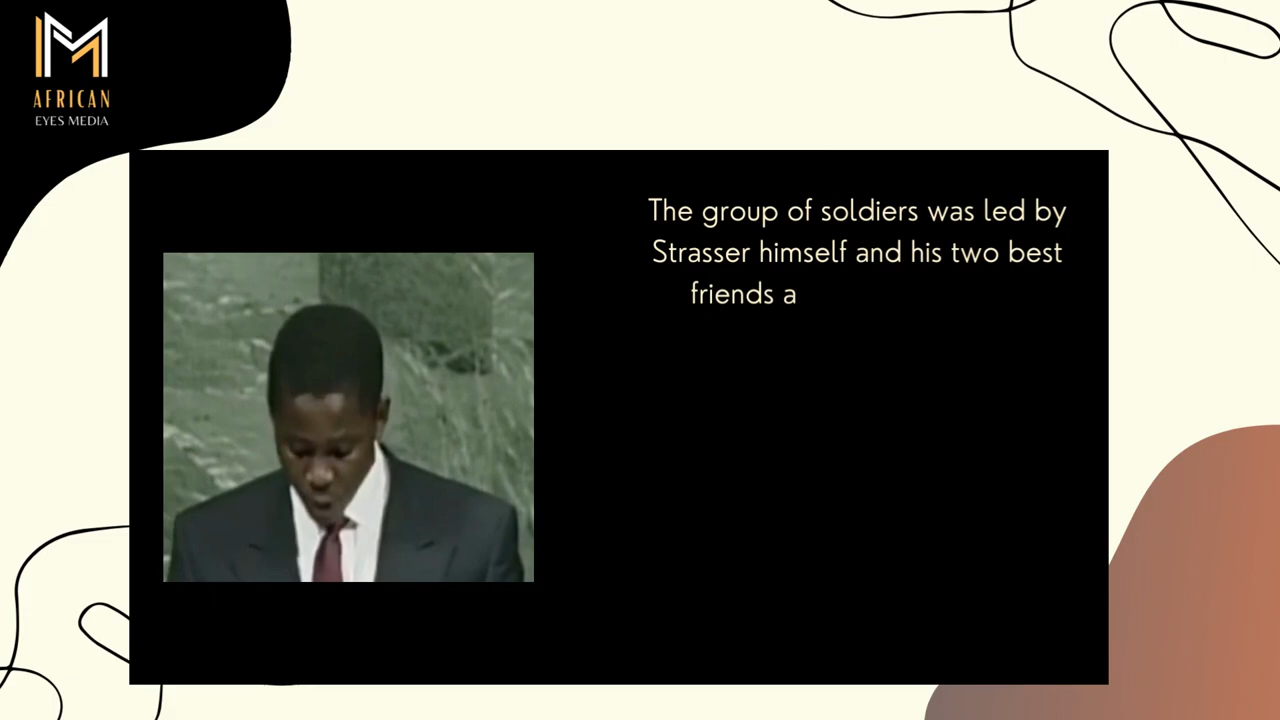 AFRICAN
EYES MEDIA
The group of soldiers was led by
Strasser himself and his two best
friends a